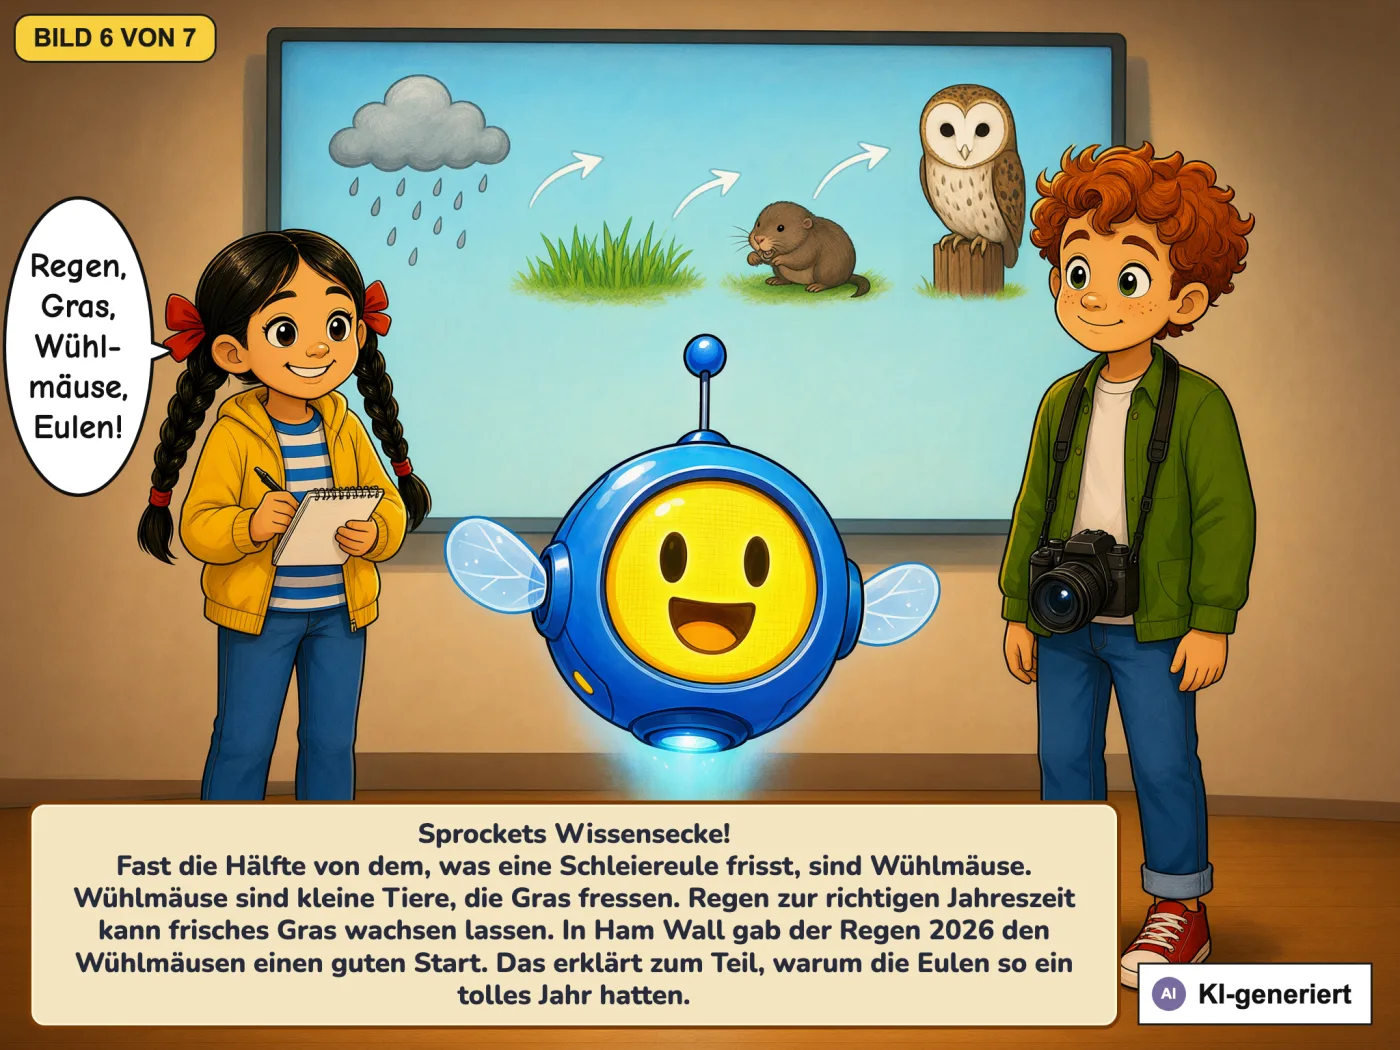 BILD 6 VON 7
Regen,
Gras,
Wühl-
mäuse,
Eulen!
Sprockets Wissensecke!
Fast die Hälfte von dem, was eine Schleiereule frisst, sind Wühlmäuse.
Wühlmäuse sind kleine Tiere, die Gras fressen. Regen zur richtigen Jahreszeit
kann frisches Gras wachsen lassen. In Ham Wall gab der Regen 2026 den
Wühlmäusen einen guten Start. Das erklärt zum Teil, warum die Eulen so ein
tolles Jahr hatten.
AI KI-generiert